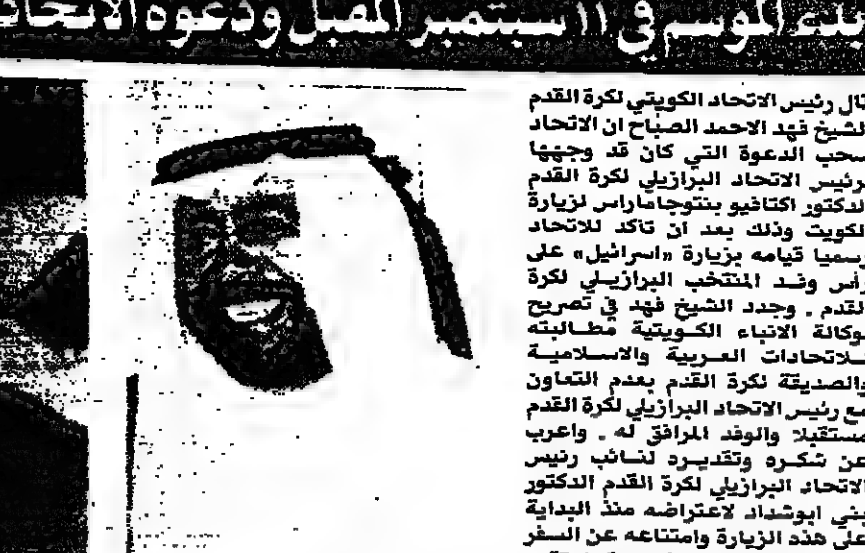 بدء الموسم في ١١ سبتمبر المقبل ودعوة الاتحاد
قال رئيس الاتحاد الكويتي لكرة القدم
الشيخ فهد الاحمد الصباح ان الاتحاد
سحب الدعوة التي كان قد وجهها
لرئيس الاتحاد البرازيلي لكرة القدم
الدكتور اكتافيو بنتوجاماراس لزيارة
الكويت وذلك بعد ان تأكد للاتحاد
رسميا قيامه بزيارة «اسرائيل» على
رأس وفد المنتخب البرازيلي لكرة
القدم . وجدد الشيخ فهد في تصريح
لوكالة الانباء الكويتية مطالبته
للاتحادات العربية والاسلامية
والصديقة لكرة القدم بعدم التعاون
مع رئيس الاتحاد البرازيلي لكرة القدم
مستقبلا والوفد المرافق له . واعرب
عن شكره وتقديره لنائب رئيس
الاتحاد البرازيلي لكرة القدم الدكتور
ابوشداد لاعتراضه منذ البداية
على هذه الزيارة وامتناعه عن السفر